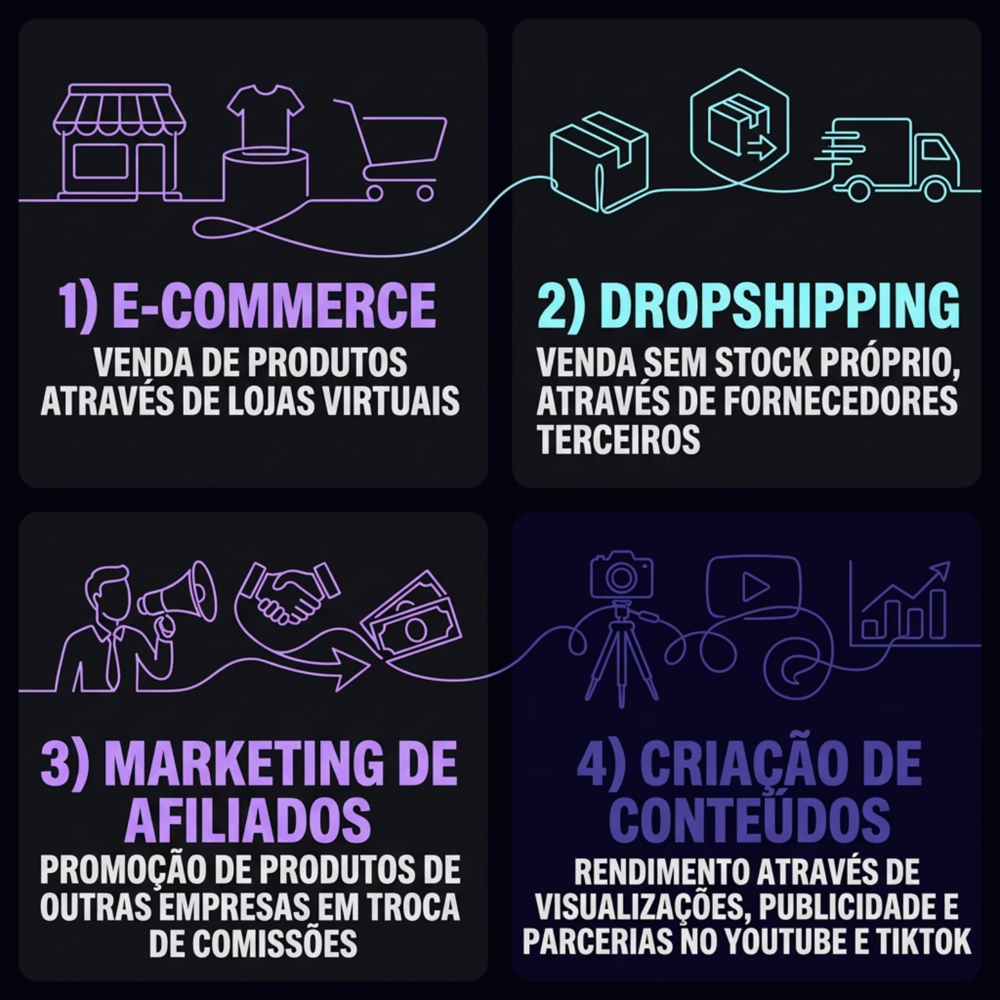 1) E-COMMERCE
VENDA DE PRODUTOS
ATRAVÉS DE LOJAS VIRTUAIS
2) DROPSHIPPING
VENDA SEM STOCK PRÓPRIO,
ATRAVÉS DE FORNECEDORES
TERCEIROS
3) MARKETING DE
AFILIADOS
PROMOÇÃO DE PRODUTOS DE
OUTRAS EMPRESAS EM TROCA
DE COMISSÕES
4) CRIAÇÃO DE
CONTEÚDOS
RENDIMENTO ATRAVÉS DE
VISUALIZAÇÕES, PUBLICIDADE E
PARCERIAS NO YOUTUBE E TIKTOK